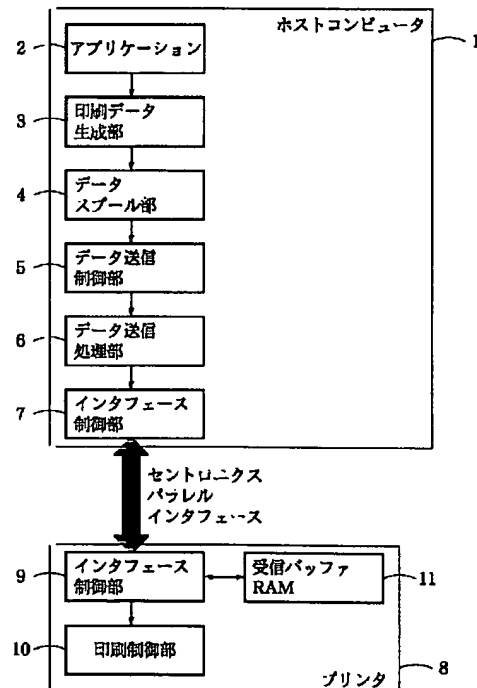 ホストコンピュータ
1
2
アプリケーション
3
印刷データ
生成部
4
データ
スプール部
5
データ送信
制御部
6
データ送信
処理部
7
インタフェース
制御部
セントロニクス
パラレル
インタフェース
9
インタフェース
制御部
受信バッファ
RAM
11
10
印刷制御部
8
プリンタ